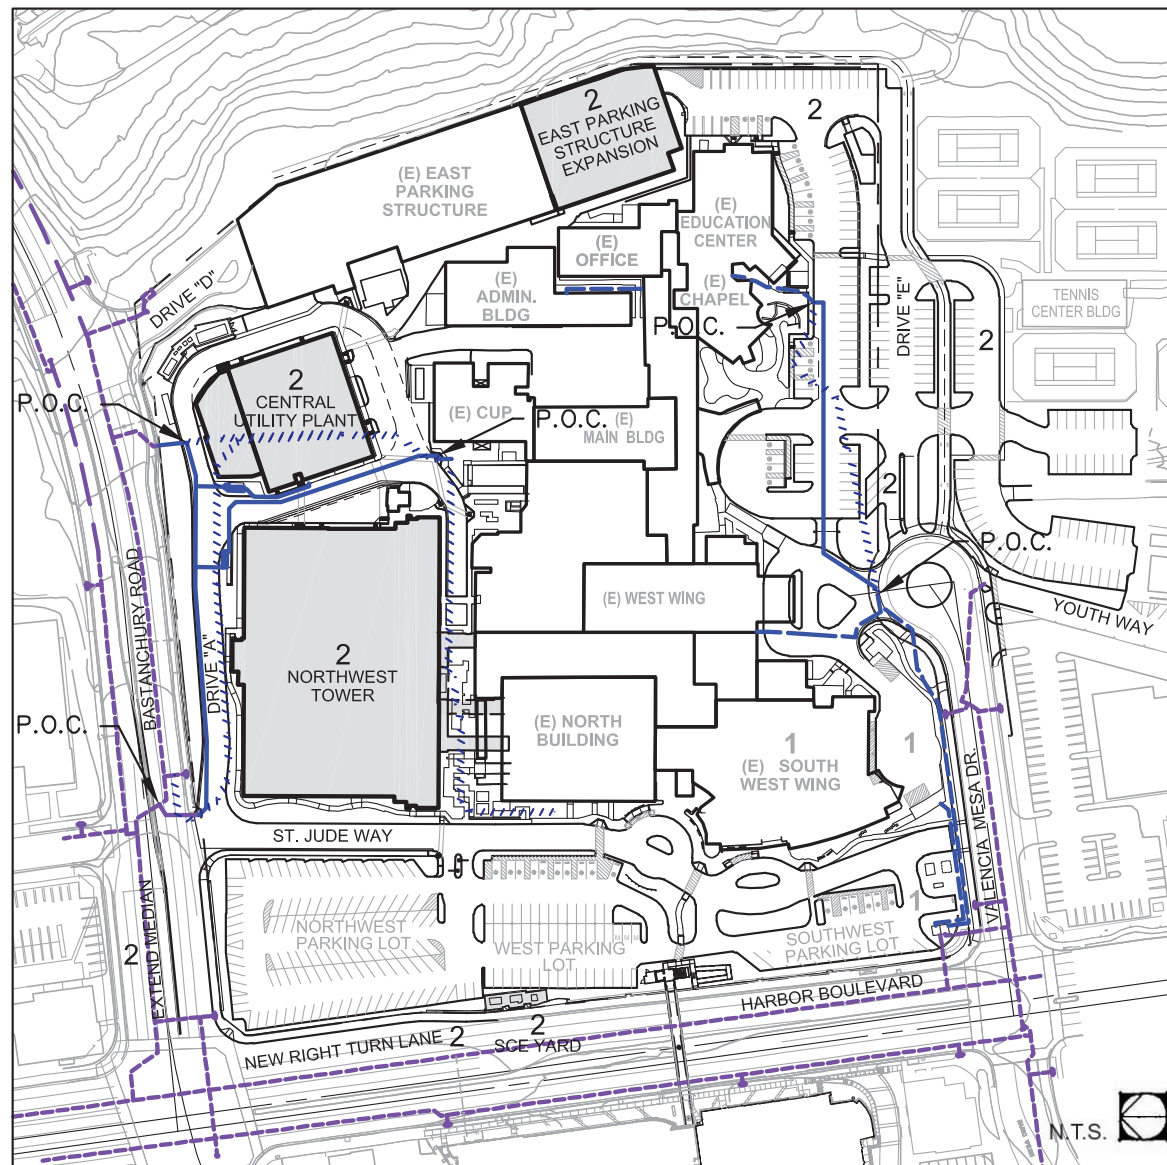 2
EAST PARKING
STRUCTURE
EXPANSION
2
(E) EAST
PARKING
STRUCTURE
(E)
EDUCATION
CENTER
(E)
OFFICE
(E)
ADMIN.
BLDG
(E)
CHAPEL
P.O.C.
DRIVE "D"
DRIVE "E"
TENNIS
CENTER BLDG
2
2
CENTRAL
UTILITY PLANT
P.O.C.
(E) CUP
P.O.C.
(E)
MAIN BLDG
2
P.O.C.
BASTANCHURY ROAD
(E) WEST WING
YOUTH WAY
DRIVE "A"
2
NORTHWEST
TOWER
P.O.C.
(E) NORTH
BUILDING
1
(E) SOUTH
WEST WING
1
VALENCIA MESA DR.
ST. JUDE WAY
EXTEND MEDIAN
2
NORTHWEST
PARKING LOT
WEST PARKING
LOT
SOUTHWEST
PARKING LOT
1
HARBOR BOULEVARD
NEW RIGHT TURN LANE
2
2
SCE YARD
N.T.S.